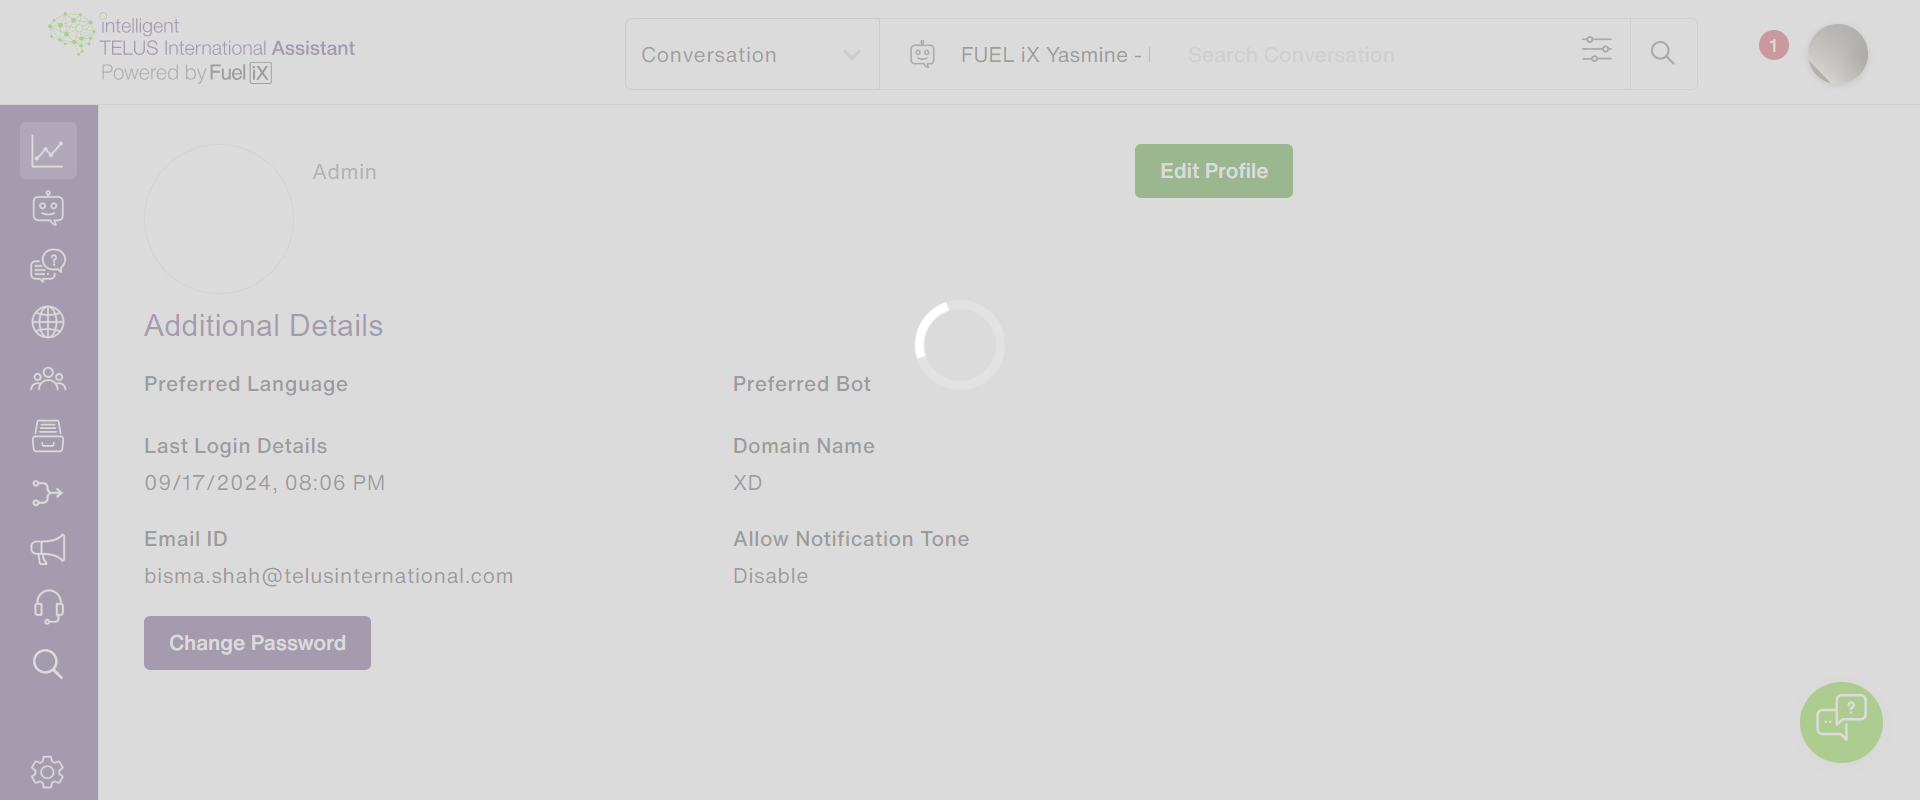 intelligent
TELUS International Assistant
Powered by Fuel iX
Conversation
FUEL iX Yasmine -
Search Conversation
1
Admin
Edit Profile
Additional Details
Preferred Language
Preferred Bot
Last Login Details
Domain Name
09/17/2024, 08:06 PM
XD
Email ID
Allow Notification Tone
bisma.shah@telusinternational.com
Disable
Change Password